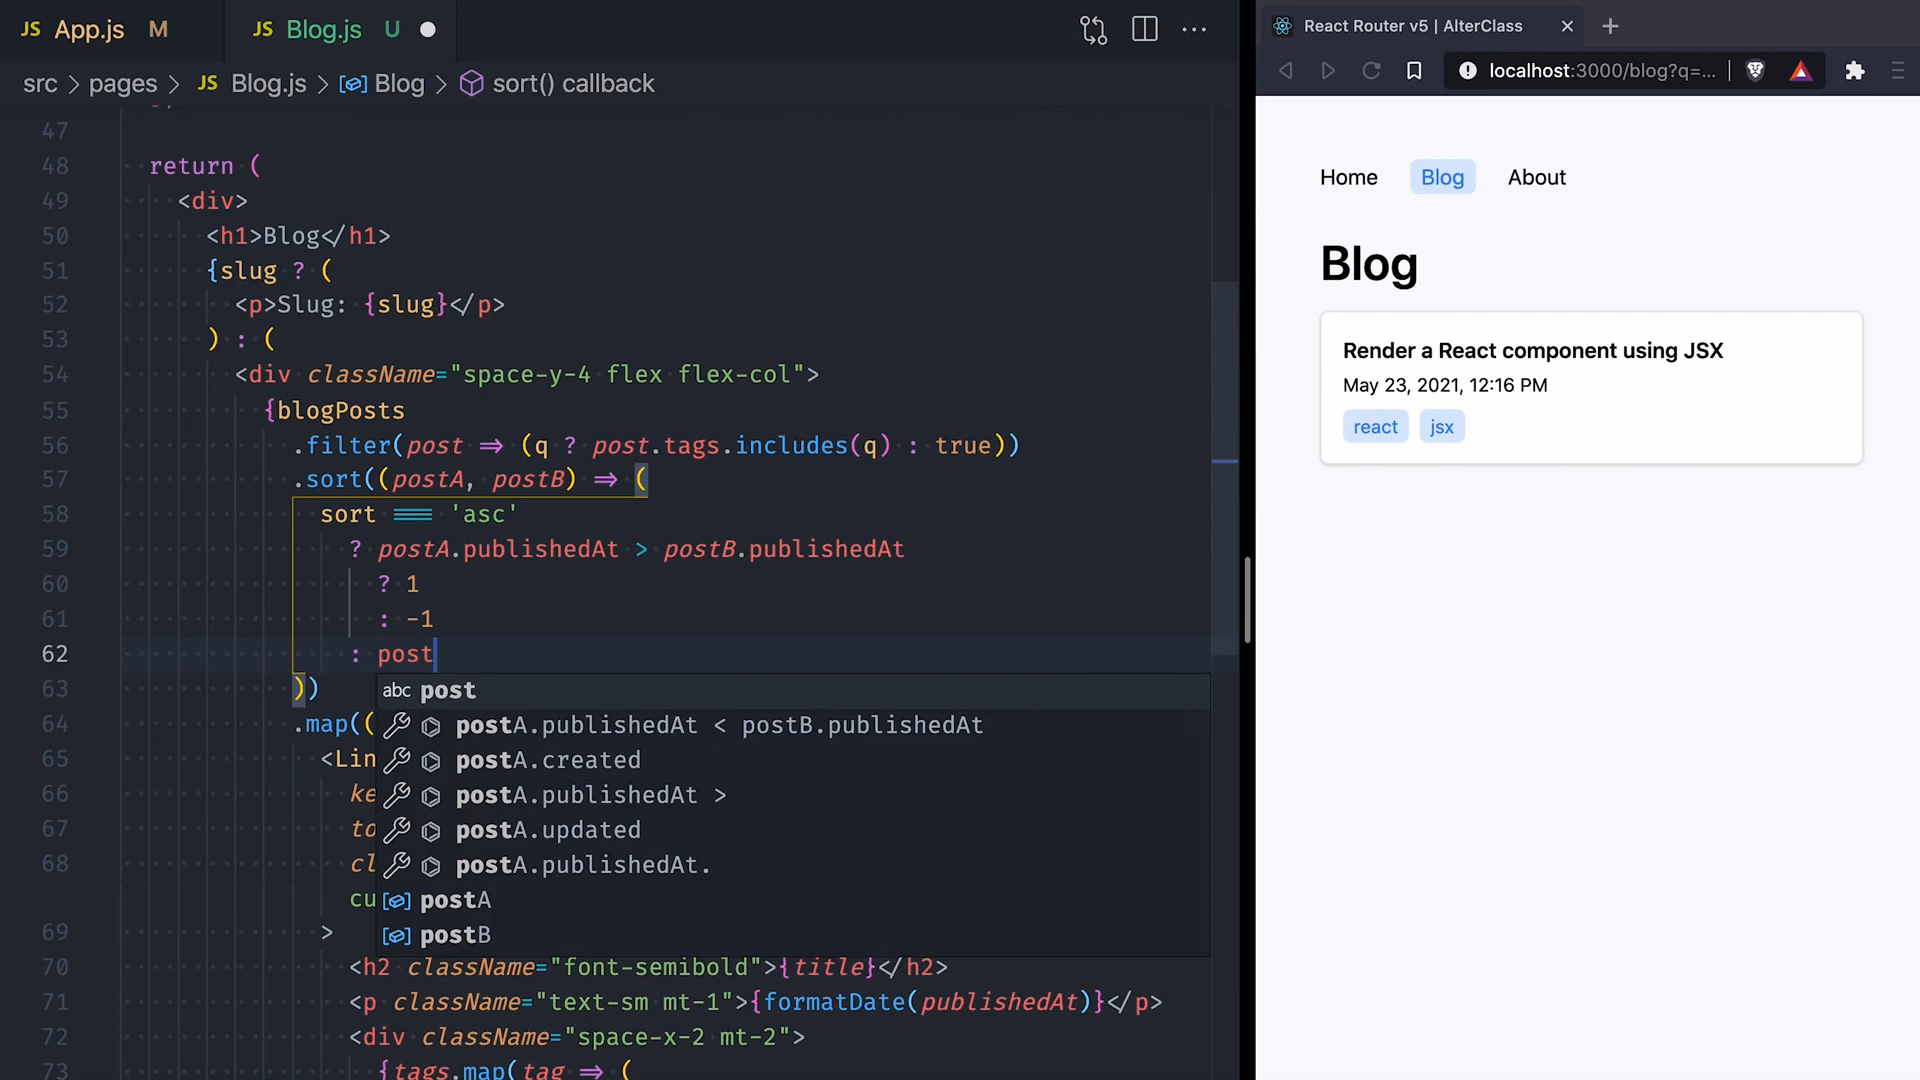 JS App.js M
JS Blog.js U
src > pages > JS Blog.js > Blog > sort() callback
47
48 return (
49 <div>
50 <h1>Blog</h1>
51 {slug ? (
52 <p>Slug: {slug}</p>
53 ) : (
54 <div className="space-y-4 flex flex-col">
55 {blogPosts
56 .filter(post => (q ? post.tags.includes(q) : true))
57 .sort((postA, postB) => (
58 sort === 'asc'
59 ? postA.publishedAt > postB.publishedAt
60 ? 1
61 : -1
62 : post
63 ))
abc post
64 .map((
postA.publishedAt < postB.publishedAt
65 <Lin
postA.created
66 ke
postA.publishedAt >
67 to
postA.updated
68 cl
postA.publishedAt.
cu
postA
69 >
postB
70 <h2 className="font-semibold">{title}</h2>
71 <p className="text-sm mt-1">{formatDate(publishedAt)}</p>
72 <div className="space-x-2 mt-2">
73 {tags.map(tag => (
React Router v5 | AlterClass
localhost:3000/blog?q=...
Home Blog About
Blog
Render a React component using JSX
May 23, 2021, 12:16 PM
react jsx